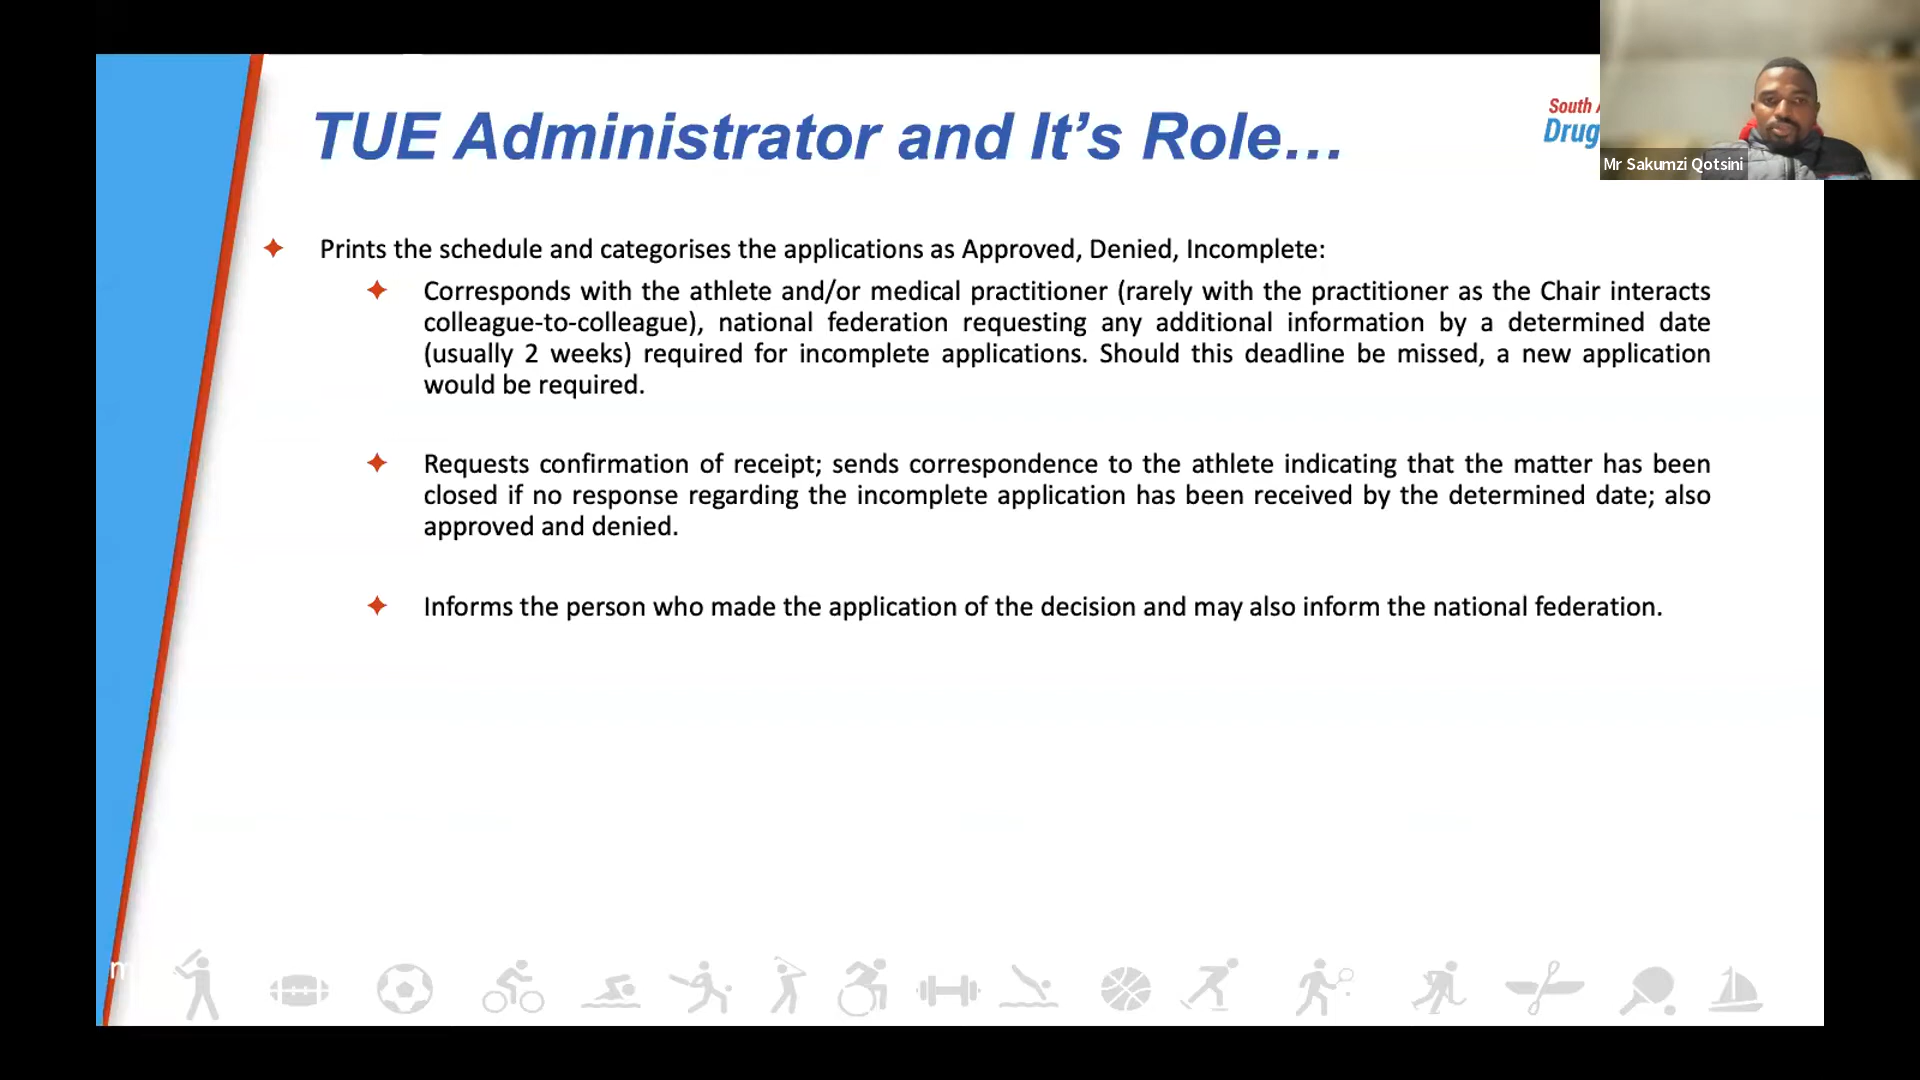 TUE Administrator and It's Role...
South
Drug
Mr Sakumzi Qotsini
Prints the schedule and categorises the applications as Approved, Denied, Incomplete:
Corresponds with the athlete and/or medical practitioner (rarely with the practitioner as the Chair interacts
colleague-to-colleague), national federation requesting any additional information by a determined date
(usually 2 weeks) required for incomplete applications. Should this deadline be missed, a new application
would be required.
Requests confirmation of receipt; sends correspondence to the athlete indicating that the matter has been
closed if no response regarding the incomplete application has been received by the determined date; also
approved and denied.
Informs the person who made the application of the decision and may also inform the national federation.